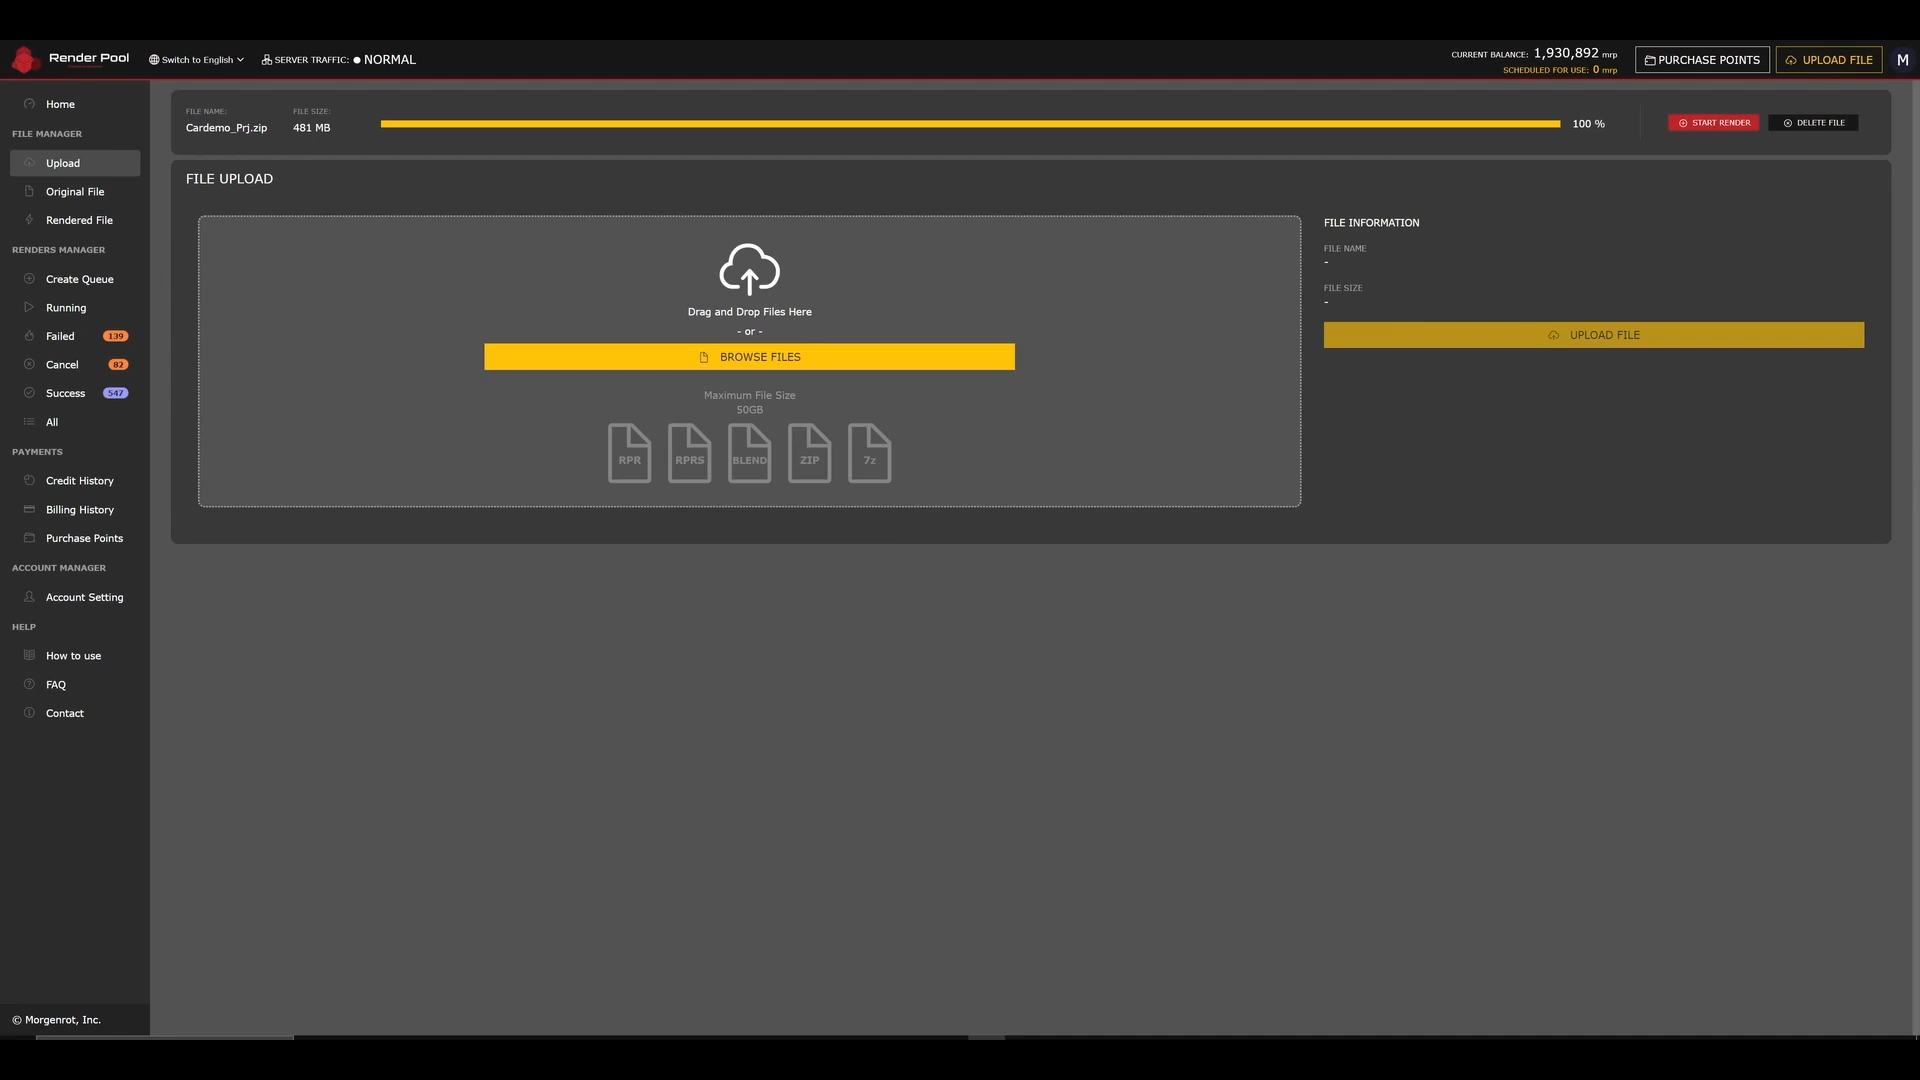 Render Pool
Switch to English
SERVER TRAFFIC: NORMAL
CURRENT BALANCE: 1,930,892 mrp
SCHEDULED FOR USE: 0 mrp
PURCHASE POINTS
UPLOAD FILE
M
Home
FILE MANAGER
Upload
Original File
Rendered File
RENDERS MANAGER
Create Queue
Running
Failed 139
Cancel 82
Success 547
All
PAYMENTS
Credit History
Billing History
Purchase Points
ACCOUNT MANAGER
Account Setting
HELP
How to use
FAQ
Contact
© Morgenrot, Inc.
FILE NAME: FILE SIZE:
Cardemo_Prj.zip 481 MB
100 %
START RENDER
DELETE FILE
FILE UPLOAD
Drag and Drop Files Here
- or -
BROWSE FILES
Maximum File Size
50GB
RPR RPRS BLEND ZIP 7z
FILE INFORMATION
FILE NAME
-
FILE SIZE
-
UPLOAD FILE